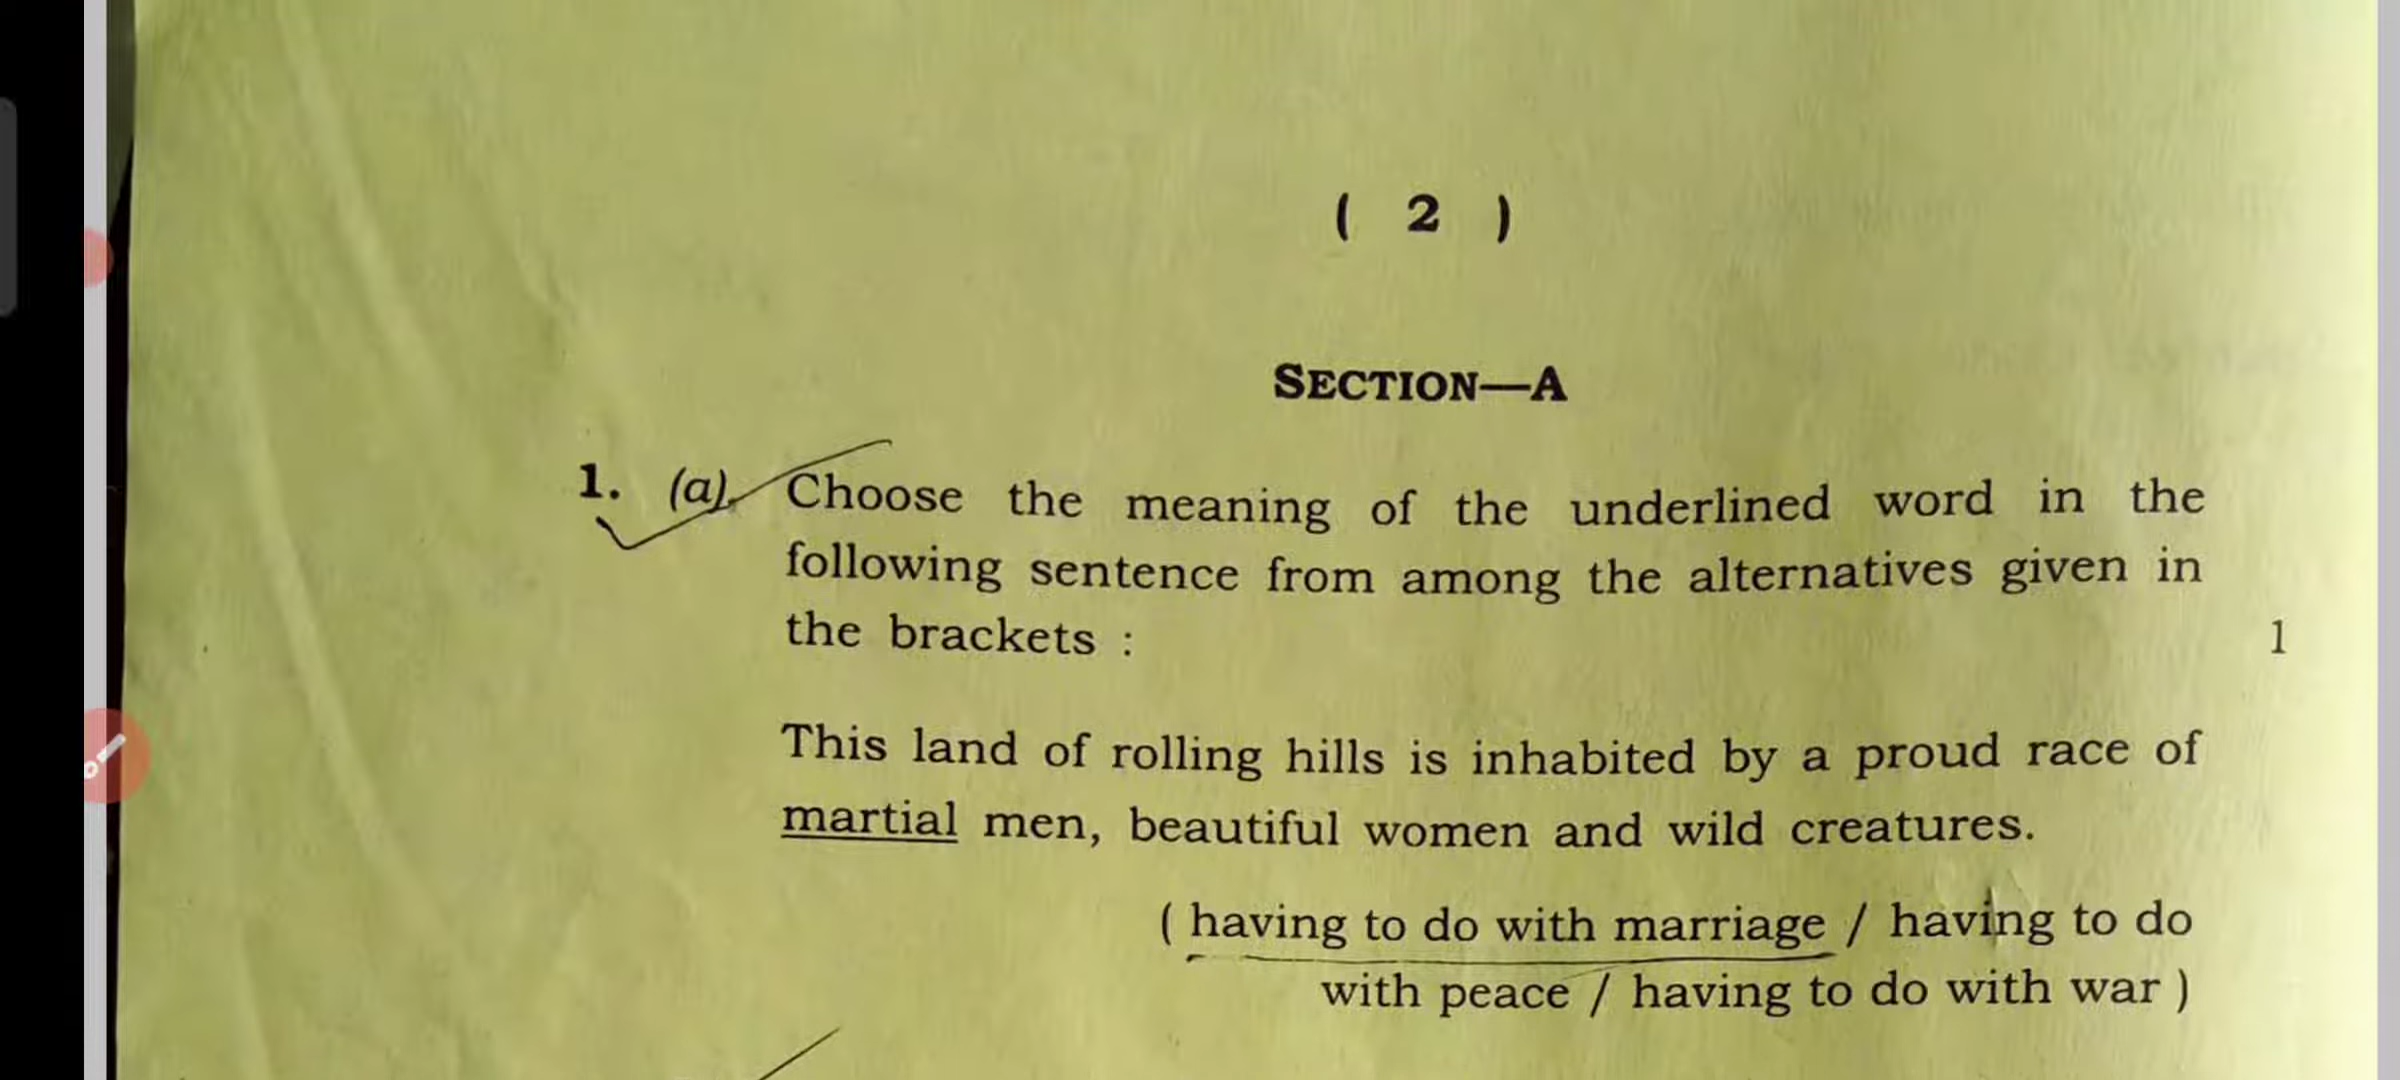 ( 2 )
SECTION—A
1. (a) Choose the meaning of the underlined word in the
following sentence from among the alternatives given in
the brackets :
1
This land of rolling hills is inhabited by a proud race of
martial men, beautiful women and wild creatures.
( having to do with marriage / having to do
with peace / having to do with war )